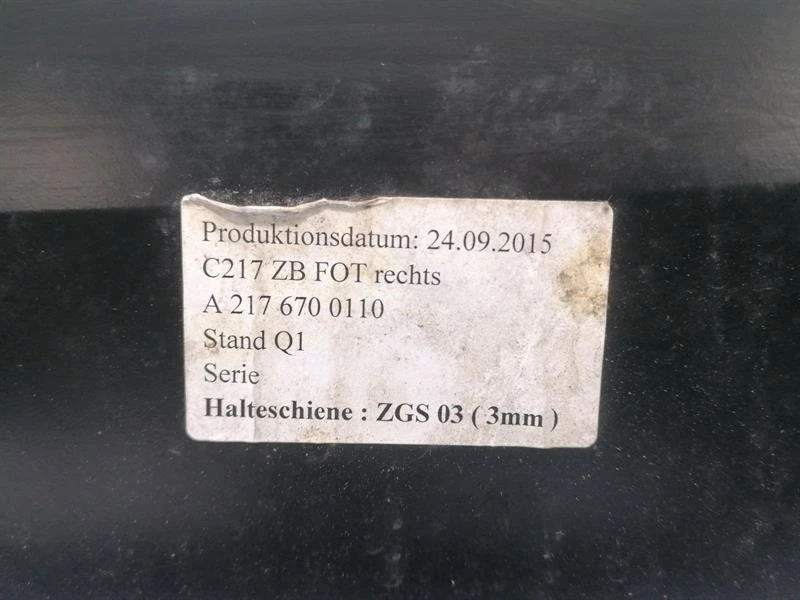 Produktionsdatum: 24.09.2015
C217 ZB FOT rechts
A 217 670 0110
Stand Q1
Serie
Halteschiene : ZGS 03 ( 3mm )